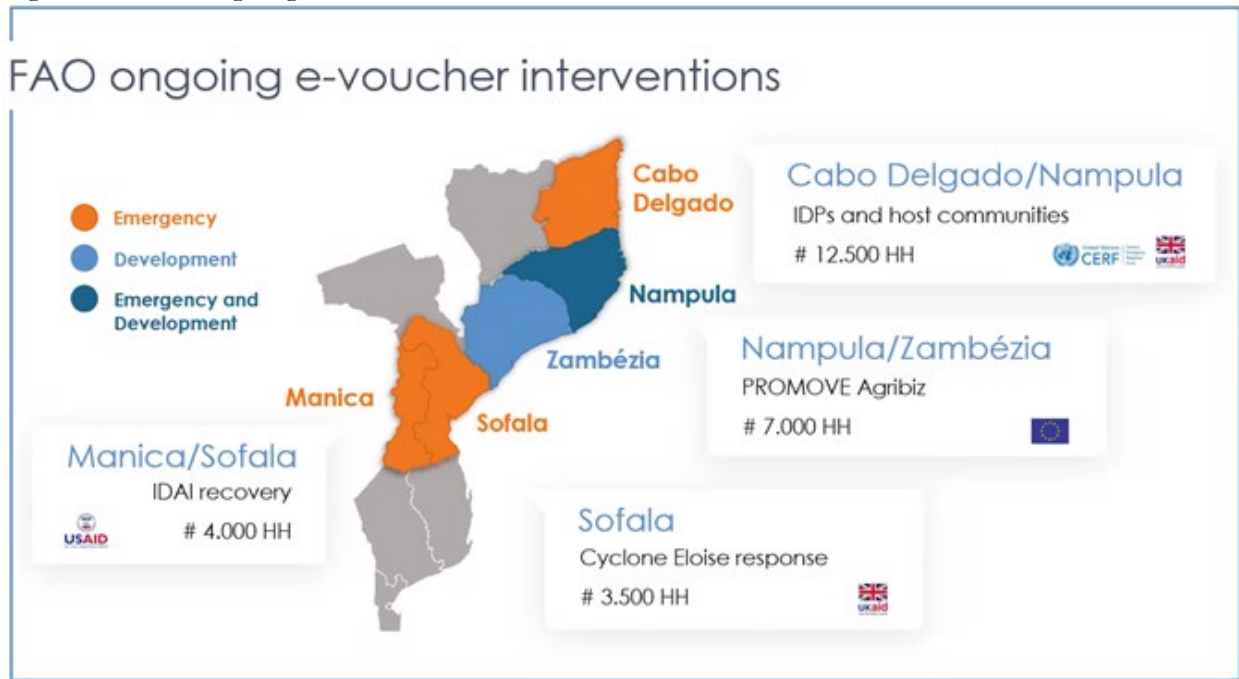 FAO ongoing e-voucher interventions
Emergency
Development
Emergency and
Development
Cabo
Delgado
Nampula
Zambézia
Manica
Sofala
Cabo Delgado/Nampula
IDPs and host communities
# 12.500 HH
United Nations
CERF
UKaid
Nampula/Zambézia
PROMOVE Agribiz
# 7.000 HH
Manica/Sofala
IDAI recovery
USAID
# 4.000 HH
Sofala
Cyclone Eloise response
# 3.500 HH
UKaid